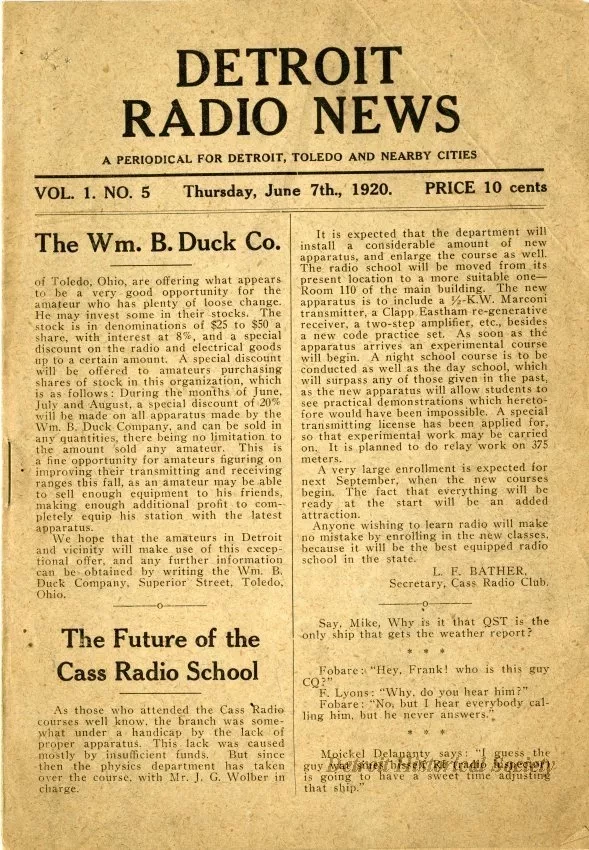 DETROIT
RADIO NEWS
A PERIODICAL FOR DETROIT, TOLEDO AND NEARBY CITIES
VOL. 1. NO. 5 Thursday, June 7th., 1920. PRICE 10 cents
The Wm. B. Duck Co.
of Toledo, Ohio, are offering what appears
to be a very good opportunity for the
amateur who has plenty of loose change.
He may invest some in their stocks. The
stock is in denominations of $25 to $50 a
share, with interest at 8%, and a special
discount on the radio and electrical goods
up to a certain amount. A special discount
will be offered to amateurs purchasing
shares of stock in this organization, which
is as follows: During the months of June,
July and August, a special discount of 20%
will be made on all apparatus made by the
Wm. B. Duck Company, and can be sold in
any quantities, there being no limitation to
the amount sold any amateur. This is
a fine opportunity for amateurs figuring on
improving their transmitting and receiving
ranges this fall, as an amateur may be able
to sell enough equipment to his friends,
making enough additional profit to com-
pletely equip his station with the latest
apparatus.
We hope that the amateurs in Detroit
and vicinity will make use of this excep-
tional offer, and any further information
can be obtained by writing the Wm. B.
Duck Company, Superior Street, Toledo,
Ohio.
The Future of the
Cass Radio School
As those who attended the Cass Radio
courses well know, the branch was some-
what under a handicap by the lack of
proper apparatus. This lack was caused
mostly by insufficient funds. But since
then the physics department has taken
over the course, with Mr. J. G. Wolber in
charge.
It is expected that the department will
install a considerable amount of new
apparatus, and enlarge the course as well.
The radio school will be moved from its
present location to a more suitable one—
Room 110 of the main building. The new
apparatus is to include a ½-K.W. Marconi
transmitter, a Clapp Eastham re-generative
receiver, a two-step amplifier, etc., besides
a new code practice set. As soon as the
apparatus arrives an experimental course
will begin. A night school course is to be
conducted as well as the day school, which
will surpass any of those given in the past,
as the new apparatus will allow students to
see practical demonstrations which hereto-
fore would have been impossible. A special
transmitting license has been applied for,
so that experimental work may be carried
on. It is planned to do relay work on 375
meters.
A very large enrollment is expected for
next September, when the new courses
begin. The fact that everything will be
ready at the start will be an added
attraction.
Anyone wishing to learn radio will make
no mistake by enrolling in the new classes,
because it will be the best equipped radio
school in the state.
L. F. BATHER,
Secretary, Cass Radio Club.
Say, Mike, Why is it that QST is the
only ship that gets the weather report?
* * *
Fobare: "Hey, Frank! who is this guy
CQ?"
F. Lyons: "Why, do you hear him?"
Fobare: "No, but I hear everybody cal-
ling him, but he never answers."
* * *
Moickel Delananty says: "I guess the
guy radio inspector
is going to have a sweet time adjusting
that ship."
Detroit Historical Society